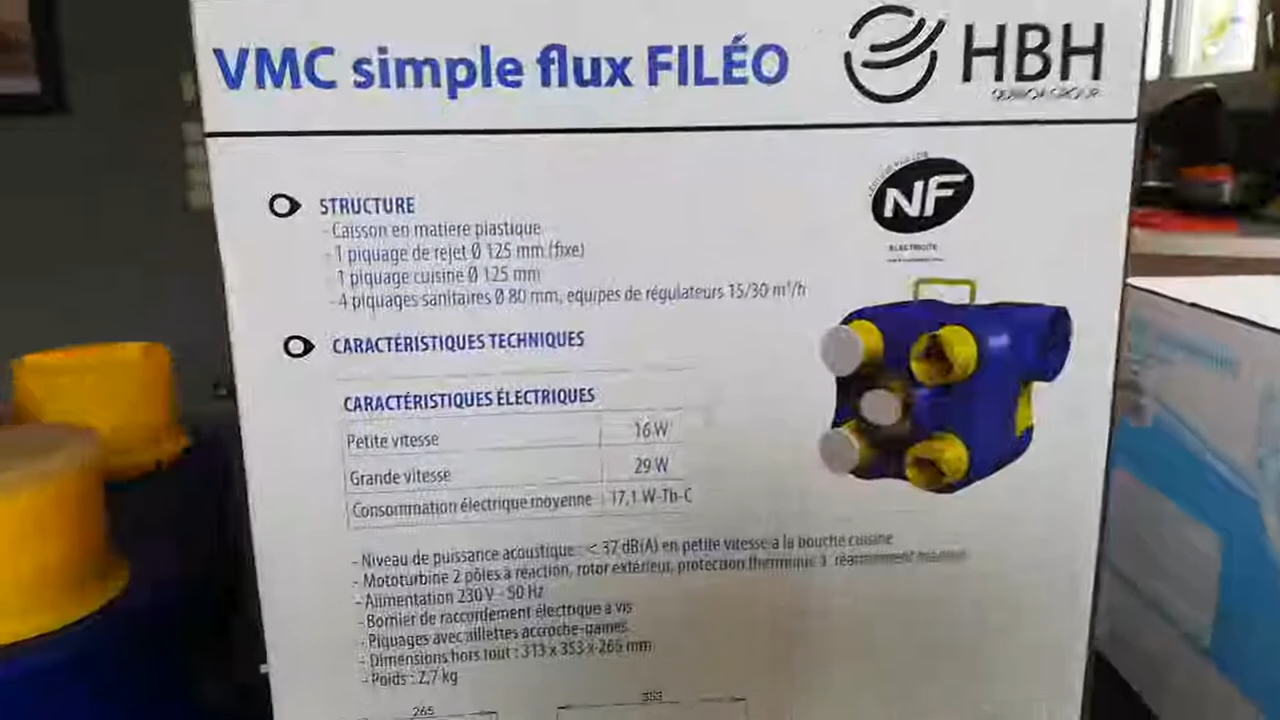 VMC simple flux FILÉO
HBH
NF
ÉLECTRICITÉ
STRUCTURE
- Caisson en matière plastique
- 1 piquage de rejet Ø 125 mm (fixe)
- 1 piquage cuisine Ø 125 mm
- 4 piquages sanitaires Ø 80 mm, équipés de régulateurs 15/30 m³/h
CARACTÉRISTIQUES TECHNIQUES
CARACTÉRISTIQUES ÉLECTRIQUES
Petite vitesse 16 W
Grande vitesse 29 W
Consommation électrique moyenne 17,1 W-Th-C
- Niveau de puissance acoustique : < 37 dB(A) en petite vitesse à la bouche cuisine
- Mototurbine 2 pôles à réaction, rotor extérieur, protection thermique à réarmement
- Alimentation 230 V - 50 Hz
- Bornier de raccordement électrique à vis
- Piquages avec aillettes accroche-gaines
- Dimensions hors tout : 313 x 353 x 265 mm
- Poids : 2,7 kg
265
353